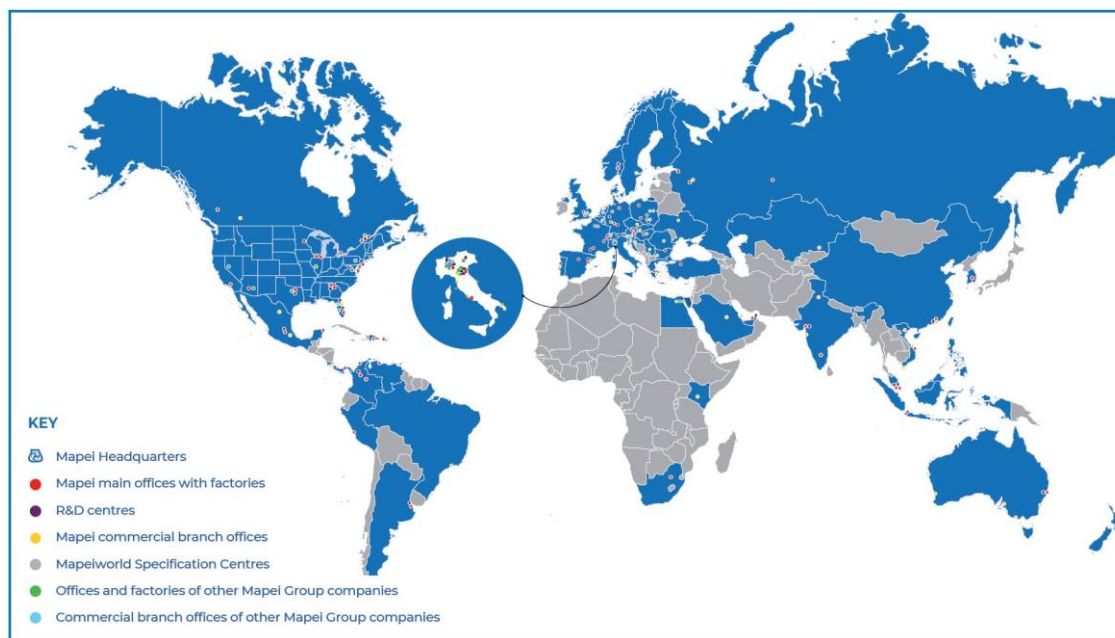 KEY
Mapei Headquarters
Mapei main offices with factories
R&D centres
Mapei commercial branch offices
Mapeiworld Specification Centres
Offices and factories of other Mapei Group companies
Commercial branch offices of other Mapei Group companies